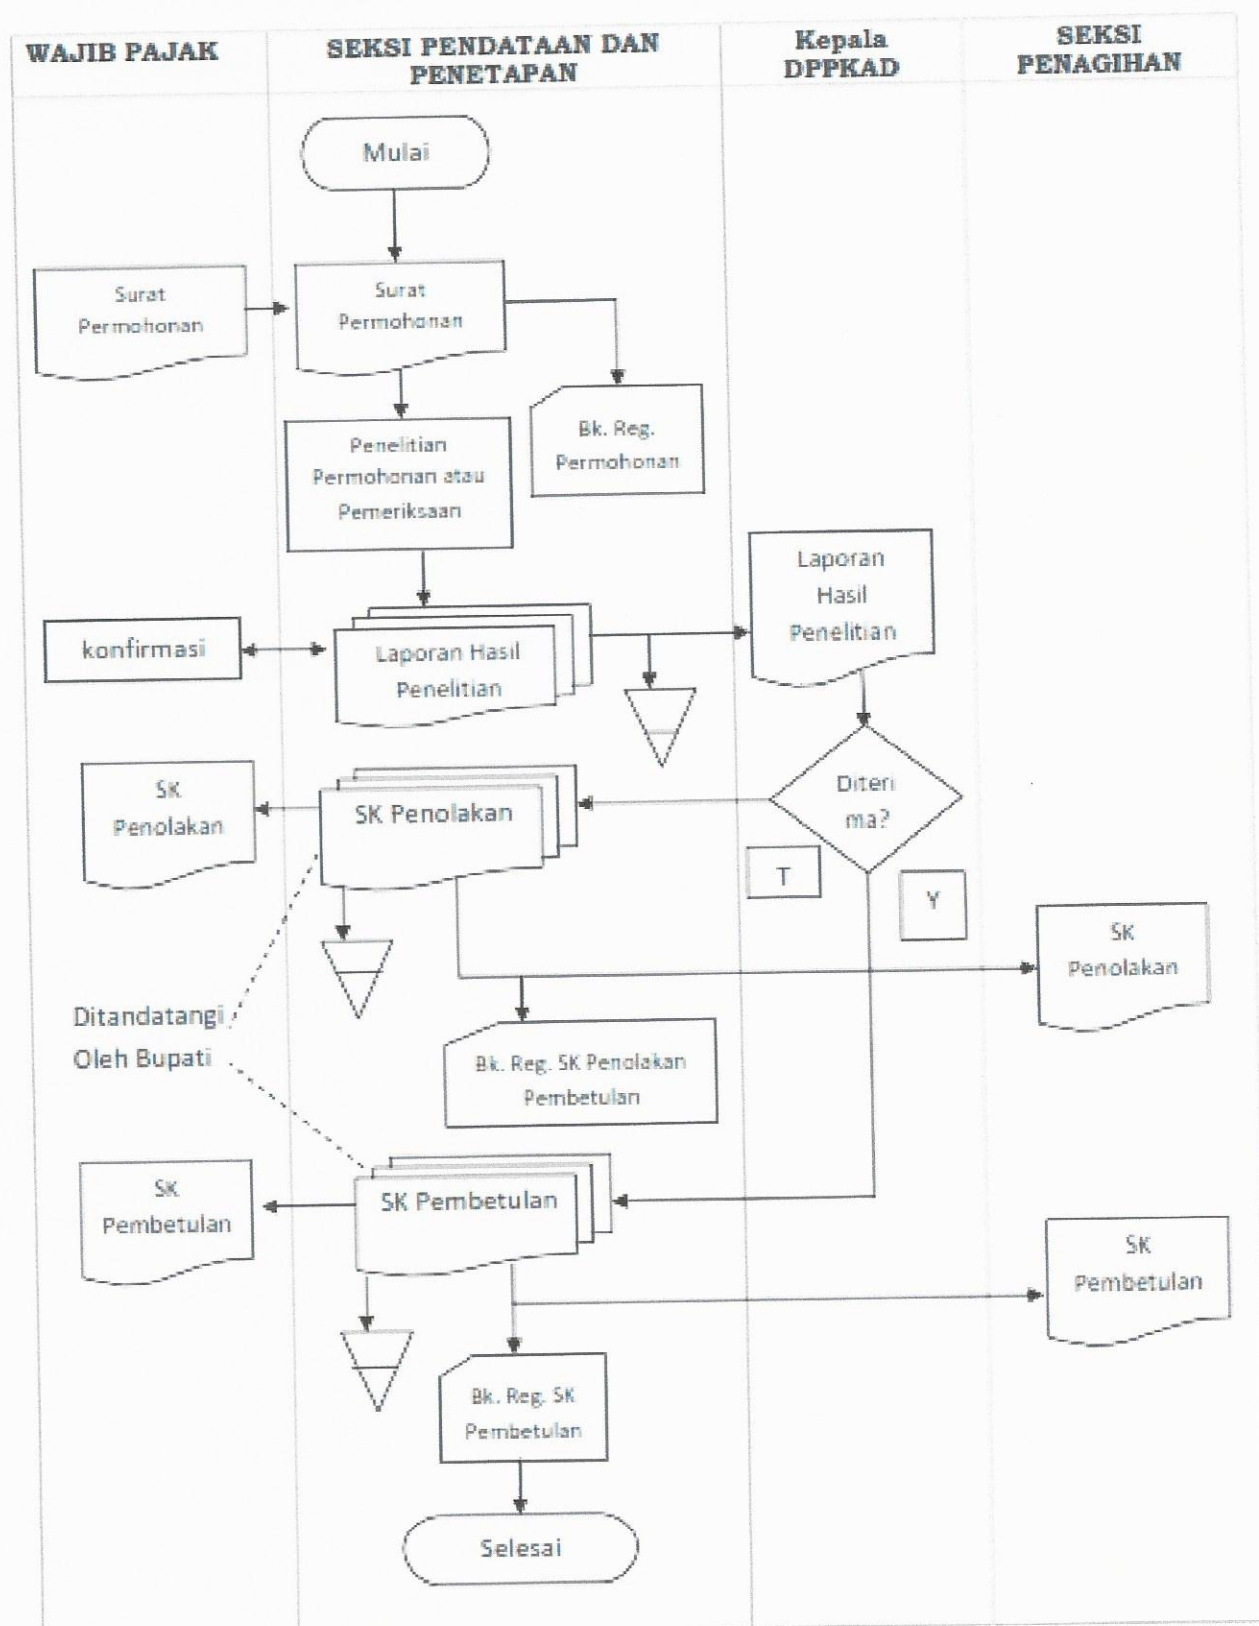 WAJIB PAJAK
SEKSI PENDATAAN DAN
PENETAPAN
Kepala
DPPKAD
SEKSI
PENAGIHAN
Mulai
Surat
Permohonan
Surat
Permohonan
Bk. Reg.
Permohonan
Penelitian
Permohonan atau
Pemeriksaan
Laporan
Hasil
Penelitian
konfirmasi
Laporan Hasil
Penelitian
SK
Penolakan
SK Penolakan
Diteri
ma?
T
Y
SK
Penolakan
Ditandatangi
Oleh Bupati
Bk. Reg. SK Penolakan
Pembetulan
SK
Pembetulan
SK Pembetulan
SK
Pembetulan
Bk. Reg. SK
Pembetulan
Selesai